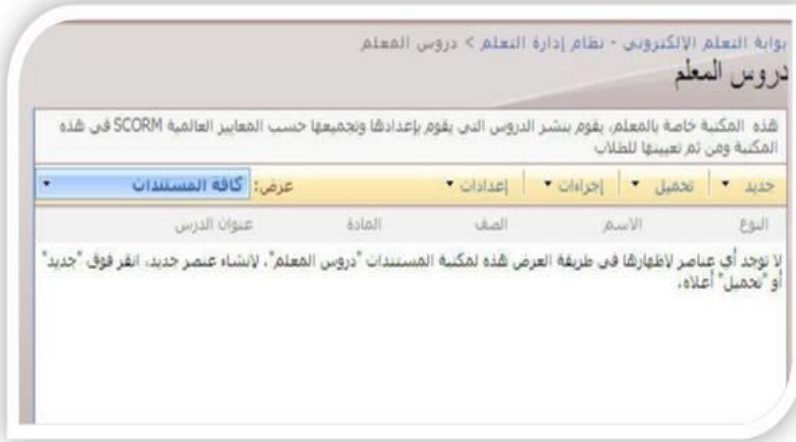 بوابة التعلم الالكتروني - نظام إدارة التعلم > دروس المعلم
دروس المعلم
هذه المكتبة خاصة بالمعلم، يقوم بنشر الدروس التي يقوم بإعدادها وتجميعها حسب المعايير العالمية SCORM في هذه
المكتبة ومن ثم تعيينها للطلاب
جديد تحميل إجراءات إعدادات عرض: كافة المستندات
النوع الاسم الصف المادة عنوان الدرس
لا توجد أي عناصر لاظهارها في طريقة العرض هذه لمكتبة المستندات "دروس المعلم". لانشاء عنصر جديد، انقر فوق "جديد"
أو "تحميل" أعلاه.